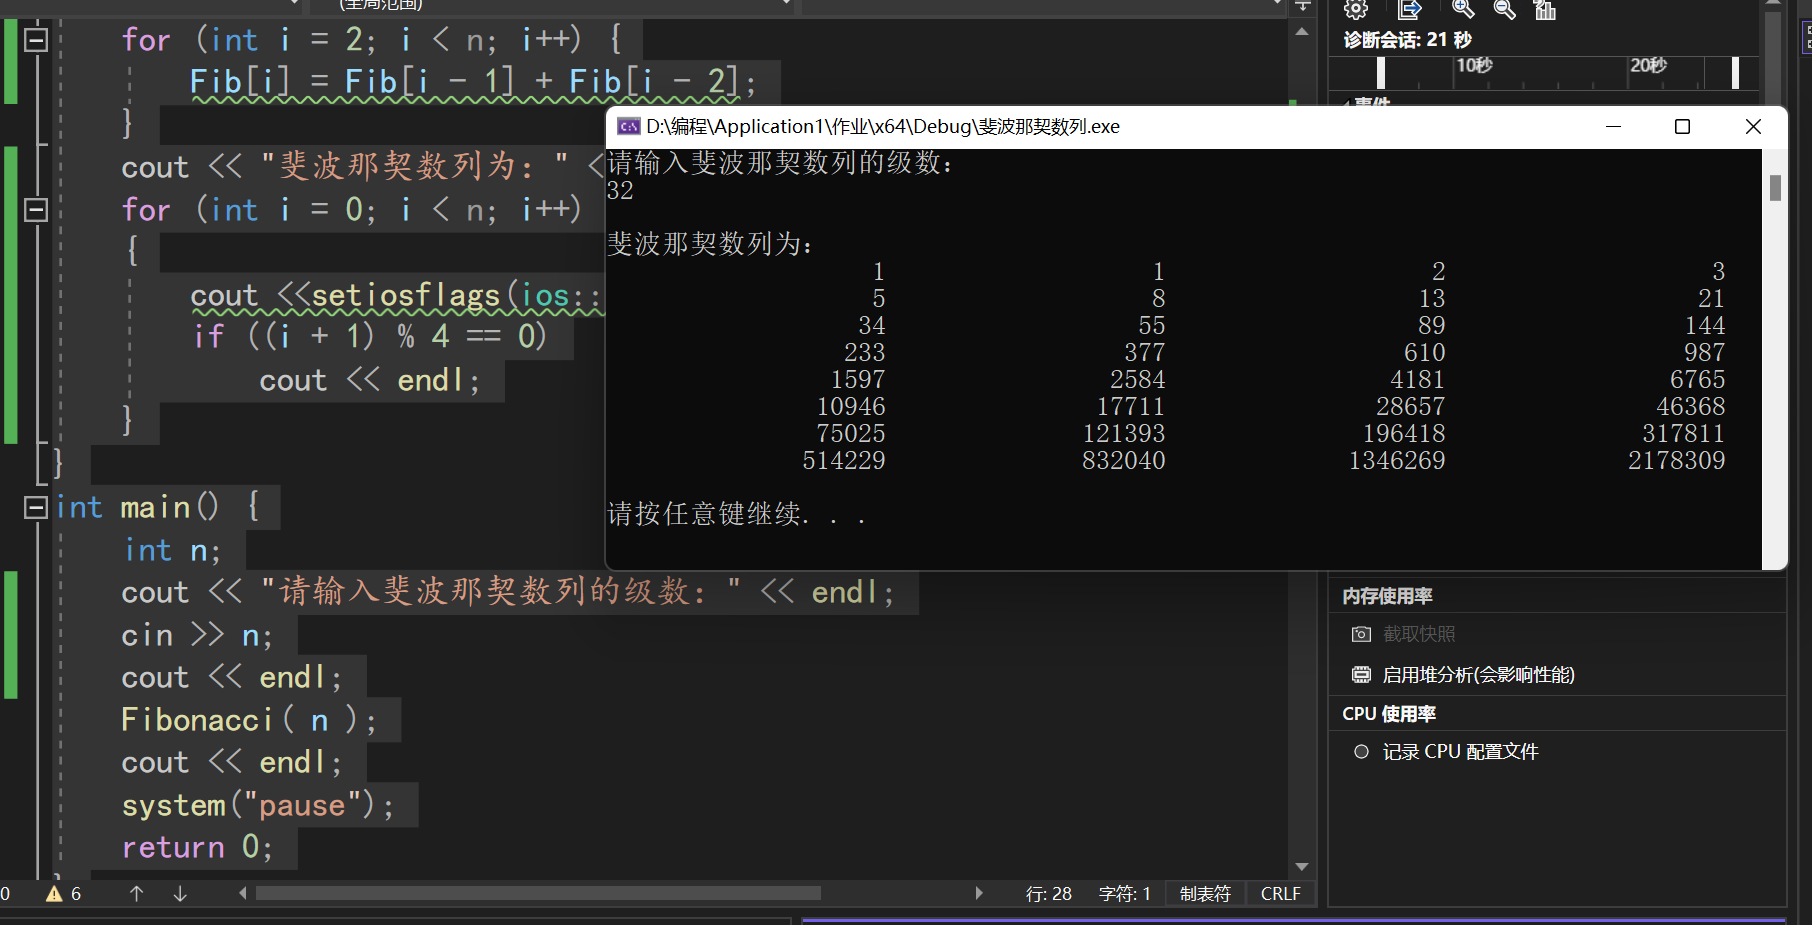 (全局范围)
for (int i = 2; i < n; i++) {
Fib[i] = Fib[i - 1] + Fib[i - 2];
}
cout << "斐波那契数列为：" <
for (int i = 0; i < n; i++)
{
cout <<setiosflags(ios::
if ((i + 1) % 4 == 0)
cout << endl;
}
}
int main() {
int n;
cout << "请输入斐波那契数列的级数：" << endl;
cin >> n;
cout << endl;
Fibonacci( n );
cout << endl;
system("pause");
return 0;
0 6
行: 28 字符: 1 制表符 CRLF
D:\编程\Application1\作业\x64\Debug\斐波那契数列.exe
请输入斐波那契数列的级数：
32
斐波那契数列为：
1 1 2 3
5 8 13 21
34 55 89 144
233 377 610 987
1597 2584 4181 6765
10946 17711 28657 46368
75025 121393 196418 317811
514229 832040 1346269 2178309
请按任意键继续. . .
诊断会话: 21 秒
10秒 20秒
事件
内存使用率
截取快照
启用堆分析(会影响性能)
CPU 使用率
记录 CPU 配置文件